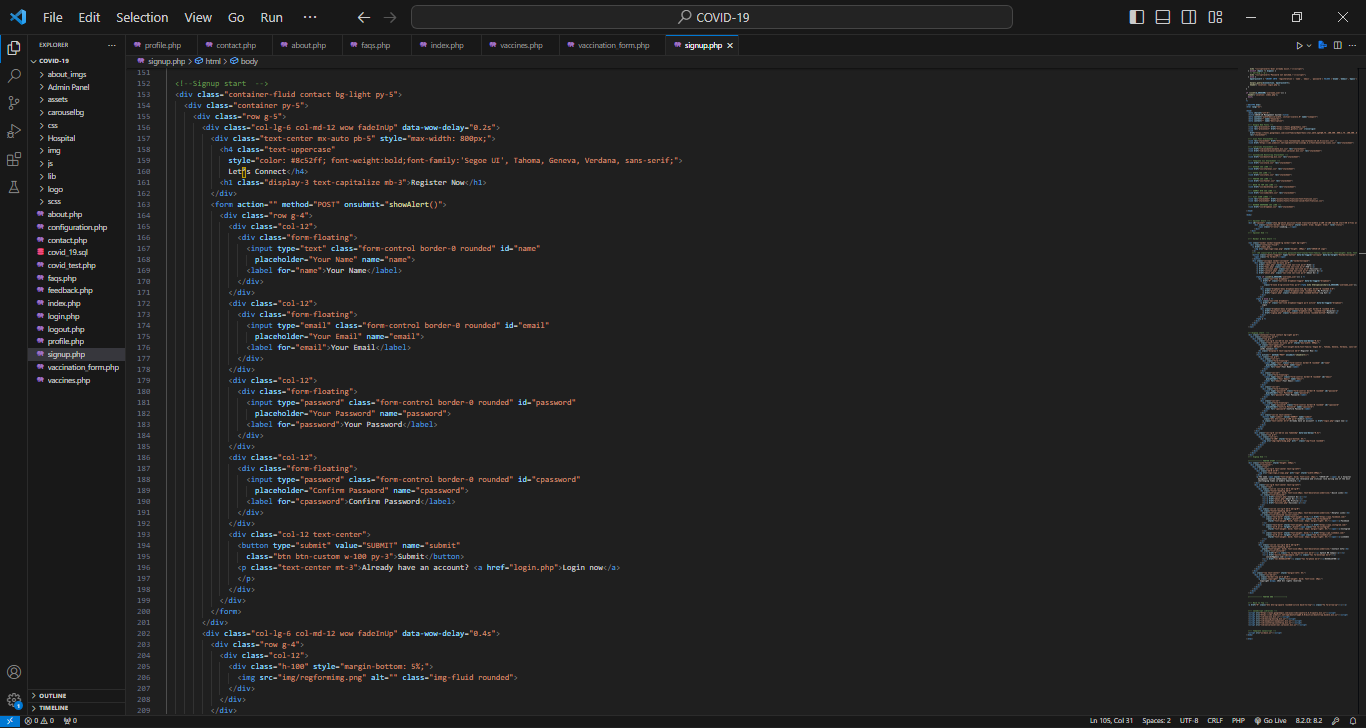 File Edit Selection View Go Run ··· COVID-19
EXPLORER ···
profile.php contact.php about.php faqs.php index.php vaccines.php vaccination_form.php signup.php
signup.php > html > body
COVID-19
about_imgs
Admin Panel
assets
carouselbg
css
Hospital
img
js
lib
logo
scss
about.php
configuration.php
contact.php
covid_19.sql
covid_test.php
faqs.php
feedback.php
index.php
login.php
logout.php
profile.php
signup.php
vaccination_form.php
vaccines.php
OUTLINE
TIMELINE
151
152 <!--Signup start -->
153 <div class="container-fluid contact bg-light py-5">
154 <div class="container py-5">
155 <div class="row g-5">
156 <div class="col-lg-6 col-md-12 wow fadeInUp" data-wow-delay="0.2s">
157 <div class="text-center mx-auto pb-5" style="max-width: 800px;">
158 <h4 class="text-uppercase"
159 style="color: #8c52ff; font-weight:bold;font-family:'Segoe UI', Tahoma, Geneva, Verdana, sans-serif;">
160 Let's Connect</h4>
161 <h1 class="display-3 text-capitalize mb-3">Register Now</h1>
162 </div>
163 <form action="" method="POST" onsubmit="showAlert()">
164 <div class="row g-4">
165 <div class="col-12">
166 <div class="form-floating">
167 <input type="text" class="form-control border-0 rounded" id="name"
168 placeholder="Your Name" name="name">
169 <label for="name">Your Name</label>
170 </div>
171 </div>
172 <div class="col-12">
173 <div class="form-floating">
174 <input type="email" class="form-control border-0 rounded" id="email"
175 placeholder="Your Email" name="email">
176 <label for="email">Your Email</label>
177 </div>
178 </div>
179 <div class="col-12">
180 <div class="form-floating">
181 <input type="password" class="form-control border-0 rounded" id="password"
182 placeholder="Your Password" name="password">
183 <label for="password">Your Password</label>
184 </div>
185 </div>
186 <div class="col-12">
187 <div class="form-floating">
188 <input type="password" class="form-control border-0 rounded" id="cpassword"
189 placeholder="Confirm Password" name="cpassword">
190 <label for="cpassword">Confirm Password</label>
191 </div>
192 </div>
193 <div class="col-12 text-center">
194 <button type="submit" value="SUBMIT" name="submit"
195 class="btn btn-custom w-100 py-3">Submit</button>
196 <p class="text-center mt-3">Already have an account? <a href="login.php">Login now</a>
197 </p>
198 </div>
199 </div>
200 </form>
201 </div>
202 <div class="col-lg-6 col-md-12 wow fadeInUp" data-wow-delay="0.4s">
203 <div class="row g-4">
204 <div class="col-12">
205 <div class="h-100" style="margin-bottom: 5%;">
206 <img src="img/regformimg.png" alt="" class="img-fluid rounded">
207 </div>
208 </div>
209 </div>
0 0 0 Ln 105, Col 31 Spaces: 2 UTF-8 CRLF PHP Go Live 8.2.0: 8.2